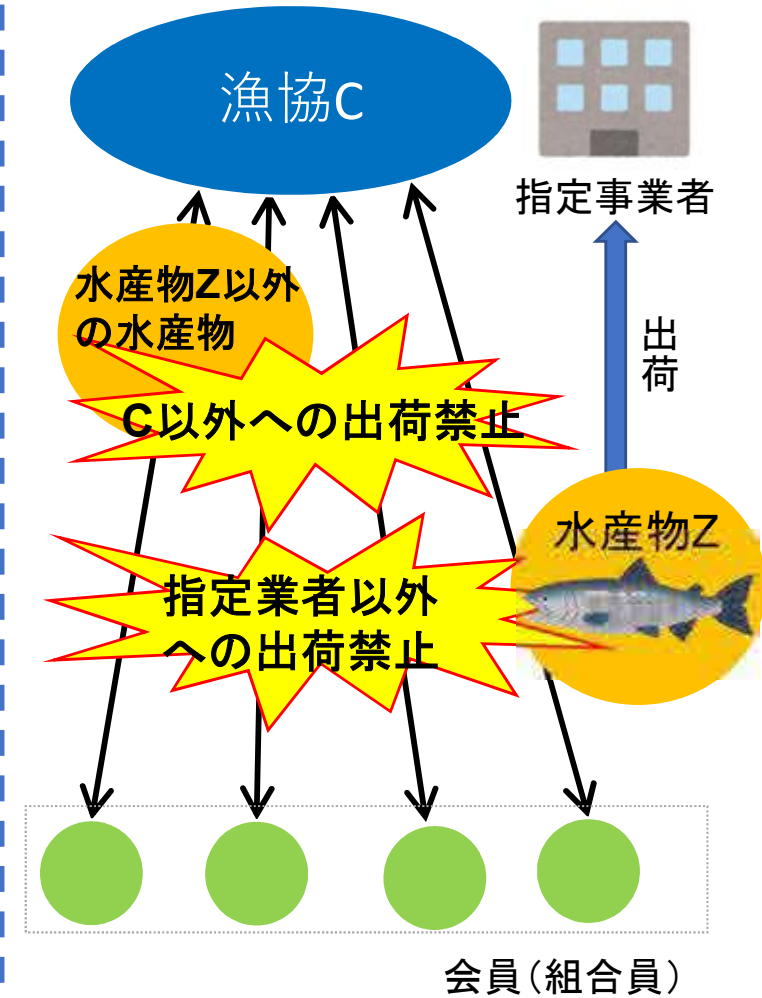 漁協C
指定事業者
水産物Z以外
の水産物
出荷
C以外への出荷禁止
水産物Z
指定業者以外
への出荷禁止
会員(組合員)